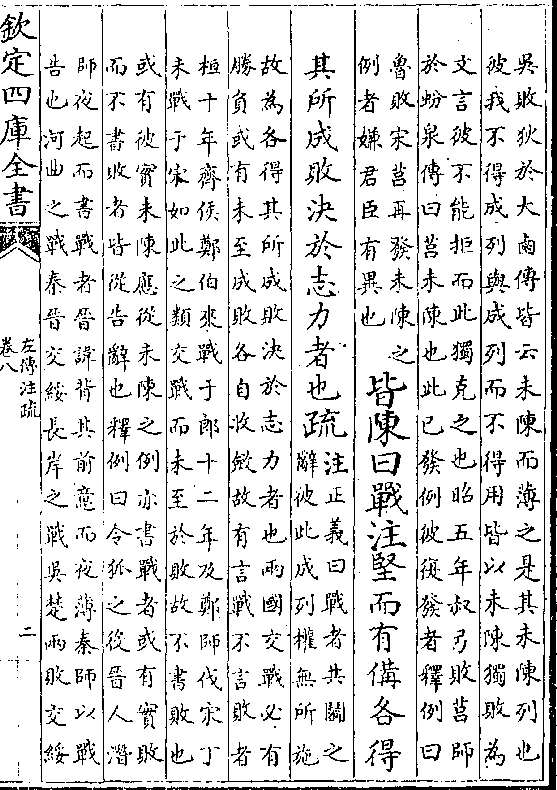 吳敗狄於大鹵傳皆云未陳而薄之是其未陳列也
彼我不得成列與成列而不得用皆以未陳獨敗為
文言彼不能拒而此獨克之也昭五年叔弓敗莒師
於蚡泉傳曰莒未陳也此已發例彼復發者釋例曰
魯敗宋莒再發未陳之
例者嫌君臣有異也
皆陳曰戰注堅而有備各得
其所成敗決於志力者也疏
注正義曰戰者共鬪之
辭彼此成列權無所施
故為各得其所成敗決於志力者也兩國交戰必有
勝負或有未至成敗各自收斂故有言戰不言敗者
桓十年齊侯鄭伯來戰于郎十二年及鄭師伐宋丁
未戰于宋如此之類交戰而未至於敗故不書敗也
或有彼實未陳應從未陳之例亦書戰者或有實敗
而不書敗者皆從告辭也釋例曰令狐之役晉人潛
師夜起而書戰者晉諱背其前意而夜薄秦師以戰
告也河曲之戰秦晉交綏長岸之戰吳楚兩敗交綏
欽定四庫全書
左傳注疏
卷八
二